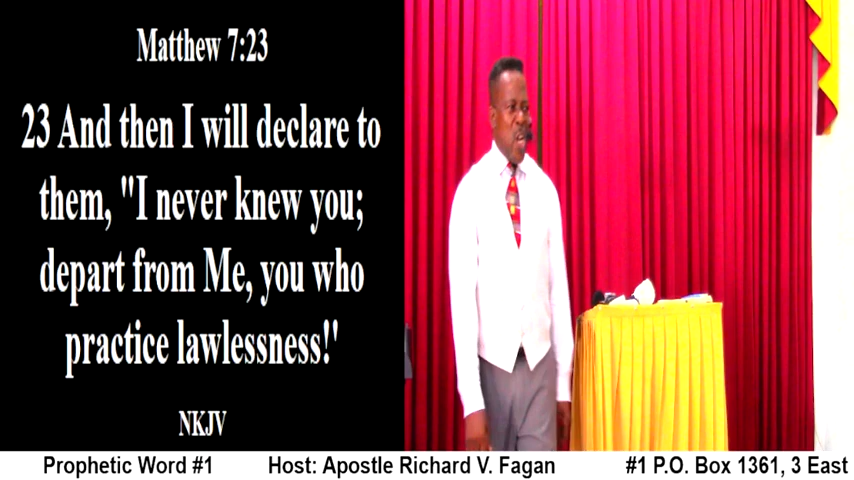 Matthew 7:23
23 And then I will declare to
them, "I never knew you;
depart from Me, you who
practice lawlessness!'
NKJV
Prophetic Word #1 Host: Apostle Richard V. Fagan #1 P.O. Box 1361, 3 East